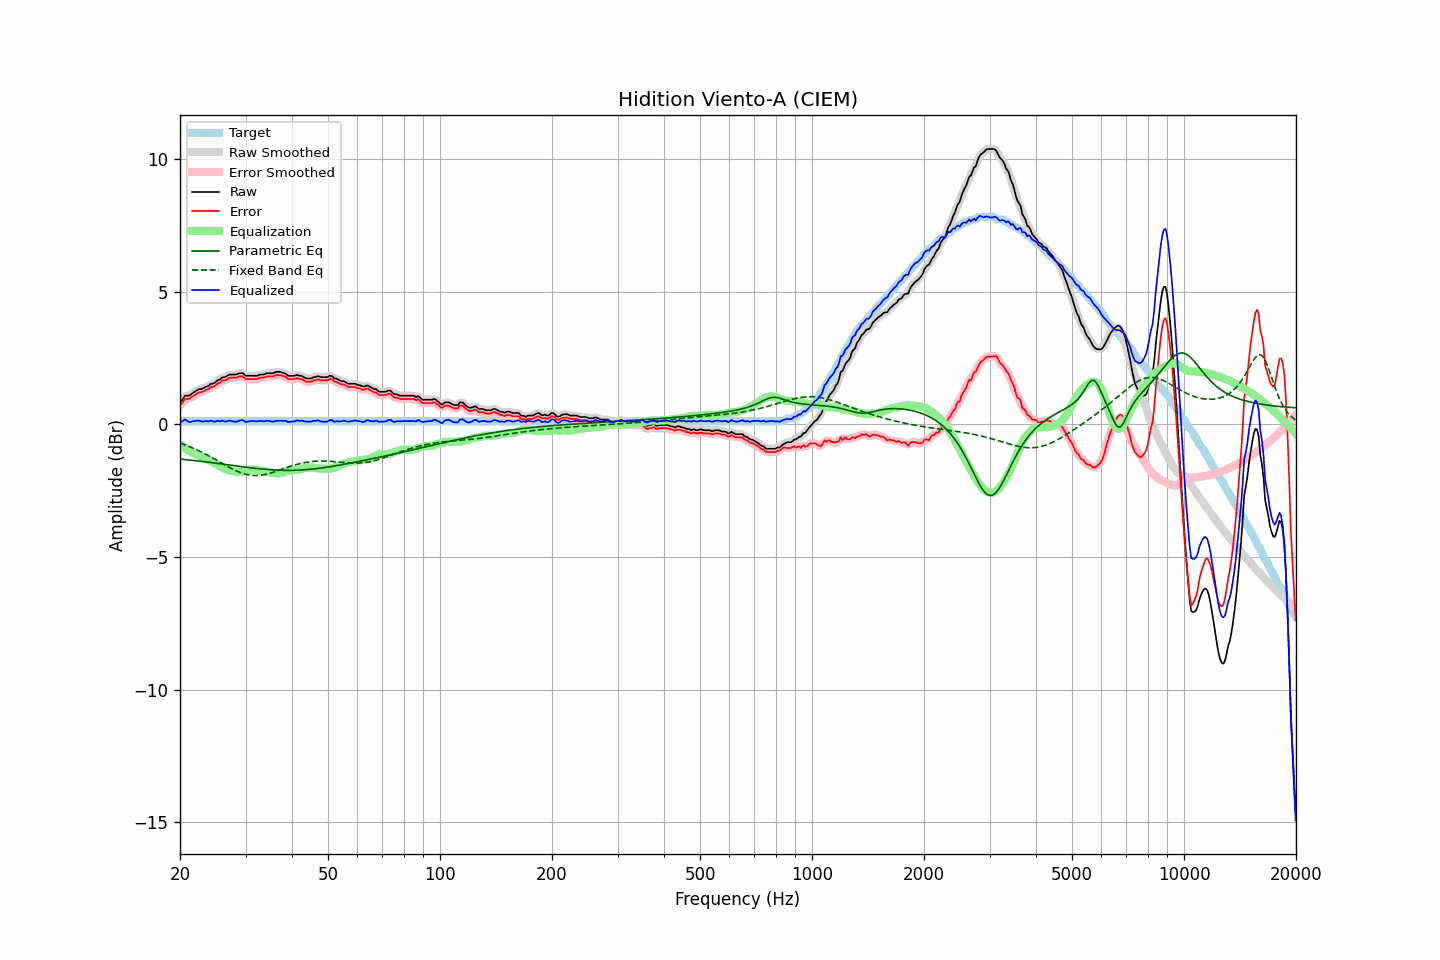 Hidition Viento-A (CIEM)
Target
Raw Smoothed
Error Smoothed
Raw
Error
Equalization
Parametric Eq
Fixed Band Eq
Equalized
Amplitude (dBr)
10
5
0
−5
−10
−15
20 50 100 200 500 1000 2000 5000 10000 20000
Frequency (Hz)